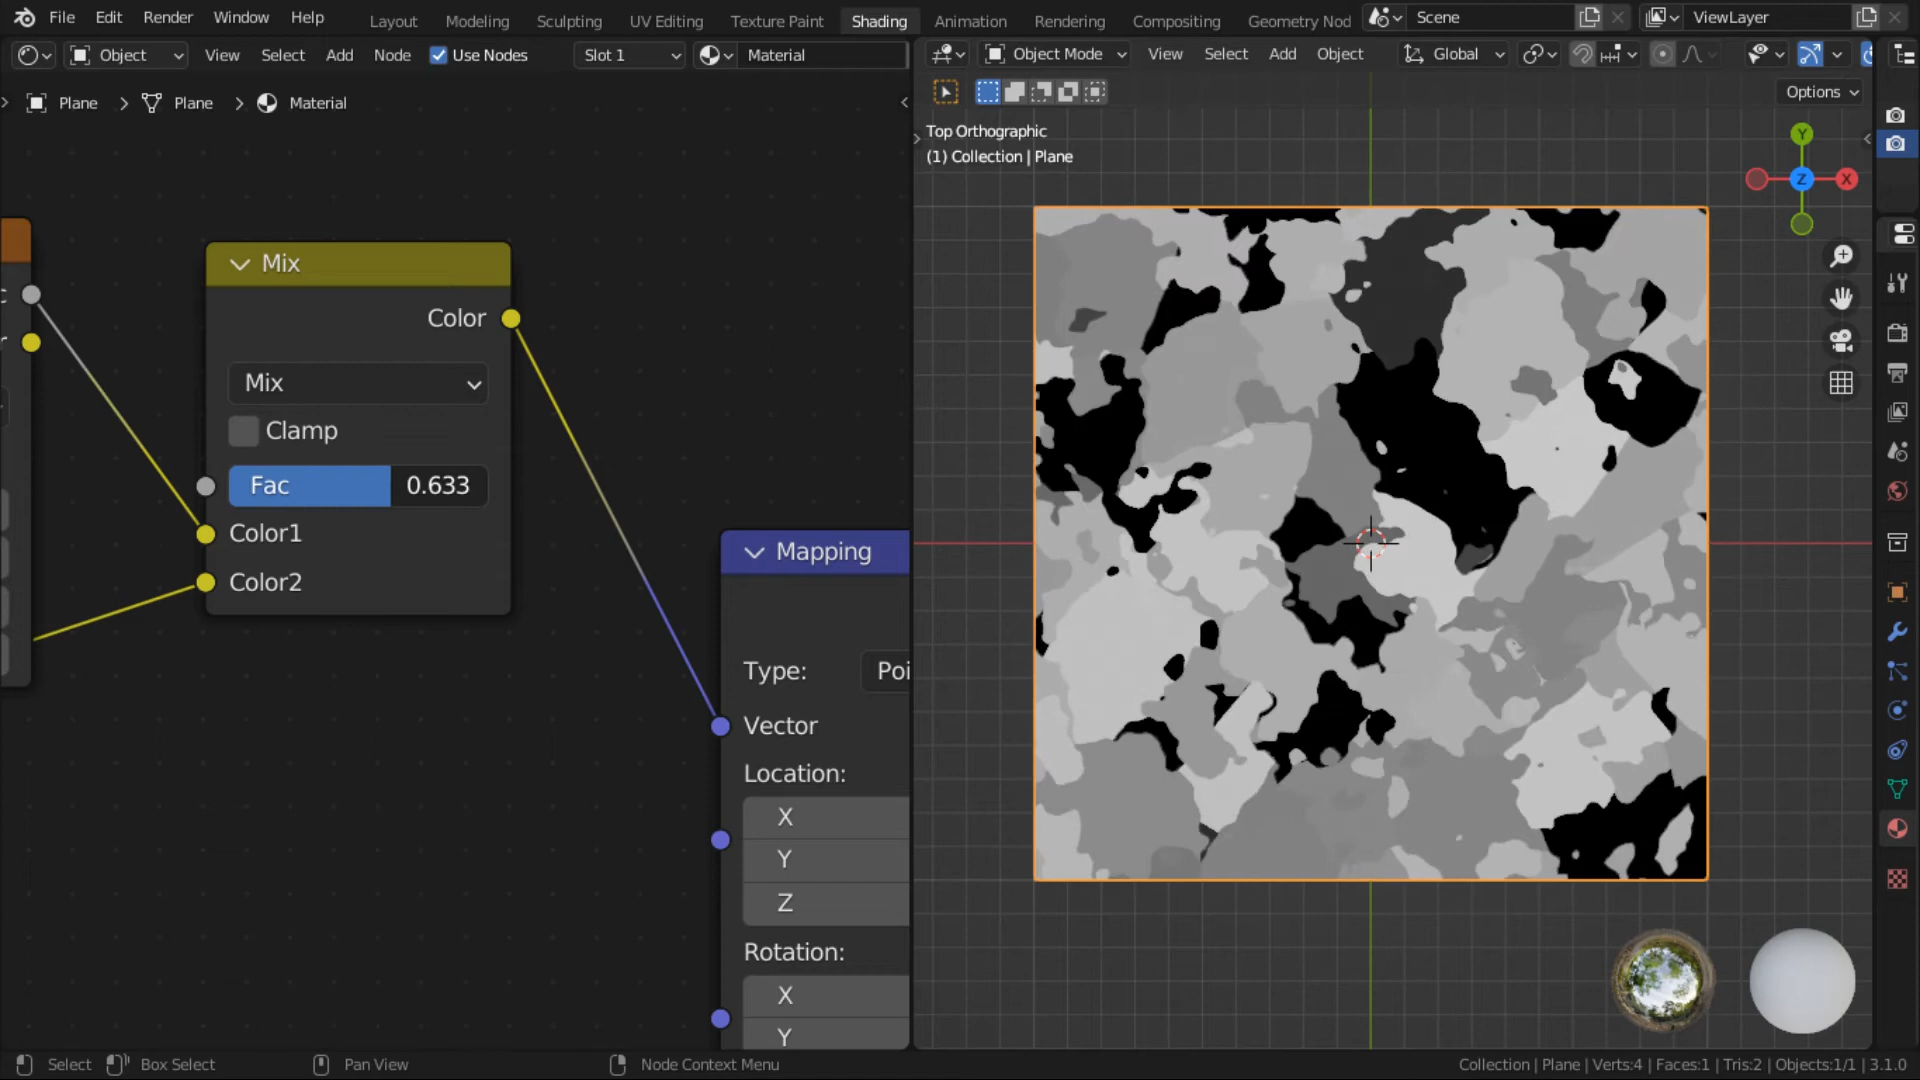 File Edit Render Window Help
Layout Modeling Sculpting UV Editing Texture Paint Shading Animation Rendering Compositing Geometry Nod
Scene
ViewLayer
Object View Select Add Node Use Nodes Slot 1 Material
Object Mode View Select Add Object Global
Plane Plane Material
Options
Top Orthographic
(1) Collection | Plane
Y
Z
X
Mix
Color
Mix
Clamp
Fac 0.633
Color1
Color2
Mapping
Type: Poi
Vector
Location:
X
Y
Z
Rotation:
X
Y
Select Box Select Pan View Node Context Menu
Collection | Plane | Verts:4 | Faces:1 | Tris:2 | Objects:1/1 | 3.1.0